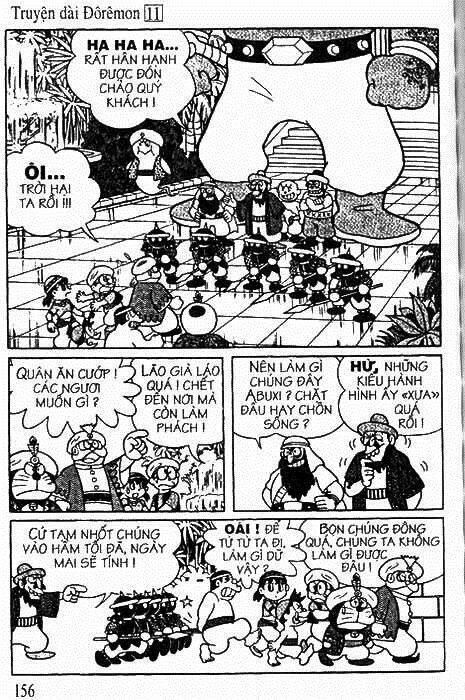 Truyện dài Đôrêmon 11
HA HA HA...
RẤT HÂN HẠNH
ĐƯỢC ĐÓN
CHÀO QUÝ
KHÁCH !
ÔI...
TRỜI HẠI
TA RỒI !!!
QUÂN ĂN CƯỚP !
CÁC NGƯƠI
MUỐN GÌ ?
LÃO GIÀ LÁO
QUÁ ! CHẾT
ĐẾN NƠI MÀ
CÒN LÀM
PHÁCH !
NÊN LÀM GÌ
CHÚNG ĐÂY
ABUXI ? CHẶT
ĐẦU HAY CHÔN
SỐNG ?
HỨ, NHỮNG
KIỂU HÀNH
HÌNH ẤY «XƯA»
QUÁ
RỒI !
CỨ TẠM NHỐT CHÚNG
VÀO HẦM TỐI ĐÃ, NGÀY
MAI SẼ TÍNH !
OÁI ! ĐỂ
TỪ TỪ TA ĐI,
LÀM GÌ DỮ
VẬY ?
BỌN CHÚNG ĐÔNG
QUÁ, CHÚNG TA KHÔNG
LÀM GÌ ĐƯỢC
ĐÂU !
156